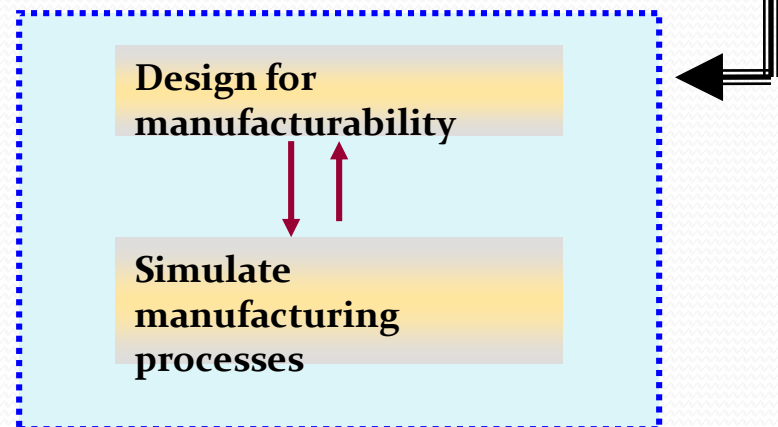 Design for
manufacturability
Simulate
manufacturing
processes